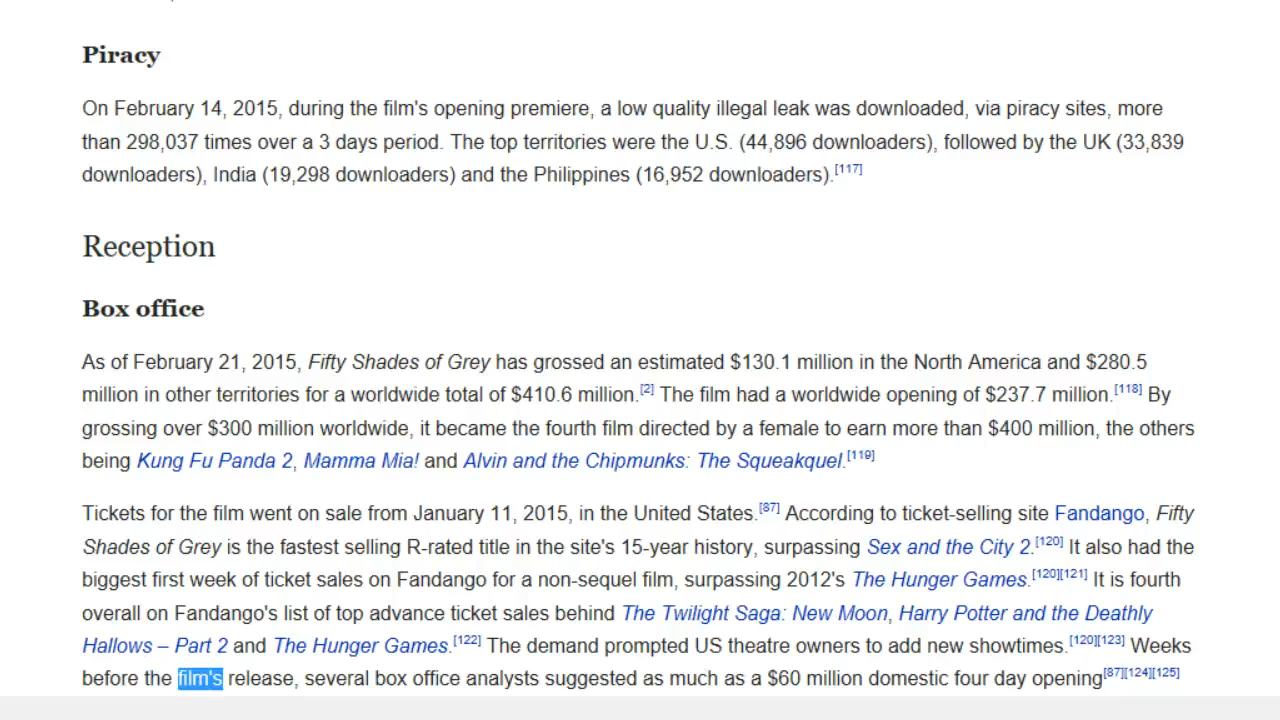 Piracy
On February 14, 2015, during the film's opening premiere, a low quality illegal leak was downloaded, via piracy sites, more
than 298,037 times over a 3 days period. The top territories were the U.S. (44,896 downloaders), followed by the UK (33,839
downloaders), India (19,298 downloaders) and the Philippines (16,952 downloaders).[117]
Reception
Box office
As of February 21, 2015, Fifty Shades of Grey has grossed an estimated $130.1 million in the North America and $280.5
million in other territories for a worldwide total of $410.6 million.[2] The film had a worldwide opening of $237.7 million.[118] By
grossing over $300 million worldwide, it became the fourth film directed by a female to earn more than $400 million, the others
being Kung Fu Panda 2, Mamma Mia! and Alvin and the Chipmunks: The Squeakquel.[119]
Tickets for the film went on sale from January 11, 2015, in the United States.[87] According to ticket-selling site Fandango, Fifty
Shades of Grey is the fastest selling R-rated title in the site's 15-year history, surpassing Sex and the City 2.[120] It also had the
biggest first week of ticket sales on Fandango for a non-sequel film, surpassing 2012's The Hunger Games.[120][121] It is fourth
overall on Fandango's list of top advance ticket sales behind The Twilight Saga: New Moon, Harry Potter and the Deathly
Hallows – Part 2 and The Hunger Games.[122] The demand prompted US theatre owners to add new showtimes.[120][123] Weeks
before the film's release, several box office analysts suggested as much as a $60 million domestic four day opening[87][124][125]